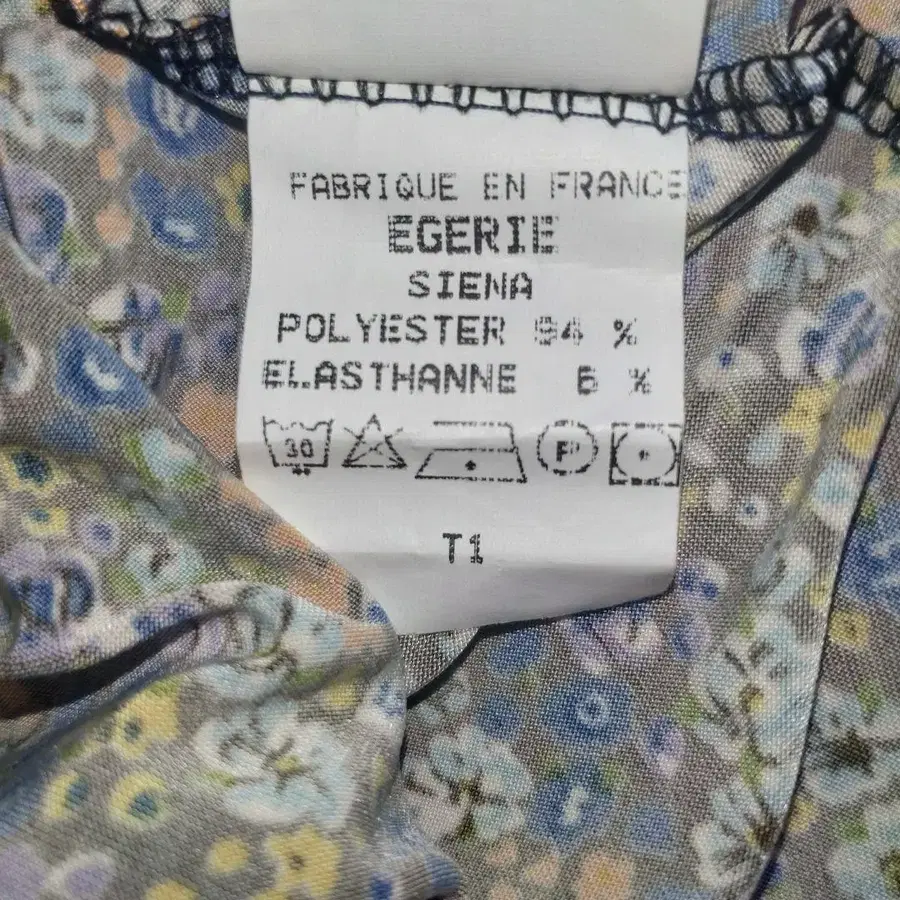 FABRIQUE EN FRANCE
EGERIE
SIENA
POLYESTER 94 %
ELASTHANNE 6 %
30
P
T1